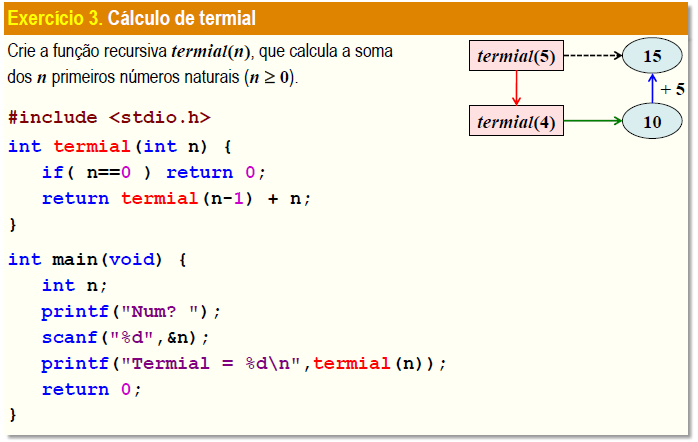 Exercício 3. Cálculo de termial
Crie a função recursiva termial(n), que calcula a soma
dos n primeiros números naturais (n ≥ 0).
termial(5)
15
+ 5
termial(4)
10
#include <stdio.h>
int termial(int n) {
   if( n==0 ) return 0;
   return termial(n-1) + n;
}
int main(void) {
   int n;
   printf("Num? ");
   scanf("%d",&n);
   printf("Termial = %d\n",termial(n));
   return 0;
}